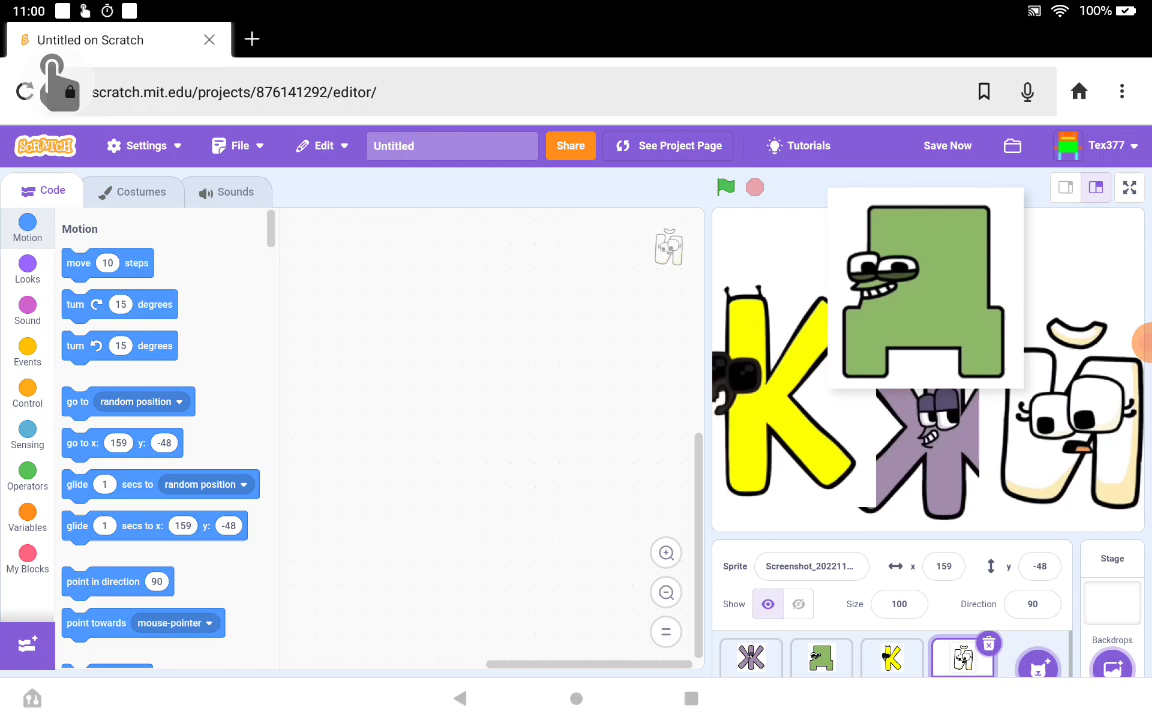 11:00
100%
Untitled on Scratch
scratch.mit.edu/projects/876141292/editor/
SCRATCH Settings File Edit Untitled Share See Project Page Tutorials Save Now Tex377
Code Costumes Sounds
Motion
Looks
Sound
Events
Control
Sensing
Operators
Variables
My Blocks
Motion
move 10 steps
turn 15 degrees
turn 15 degrees
go to random position
go to x: 159 y: -48
glide 1 secs to random position
glide 1 secs to x: 159 y: -48
point in direction 90
point towards mouse-pointer
Д
К Ж Й
Sprite Screenshot_202211... x 159 y -48
Show Size 100 Direction 90
Ж Д К Й
Stage
Backdrops